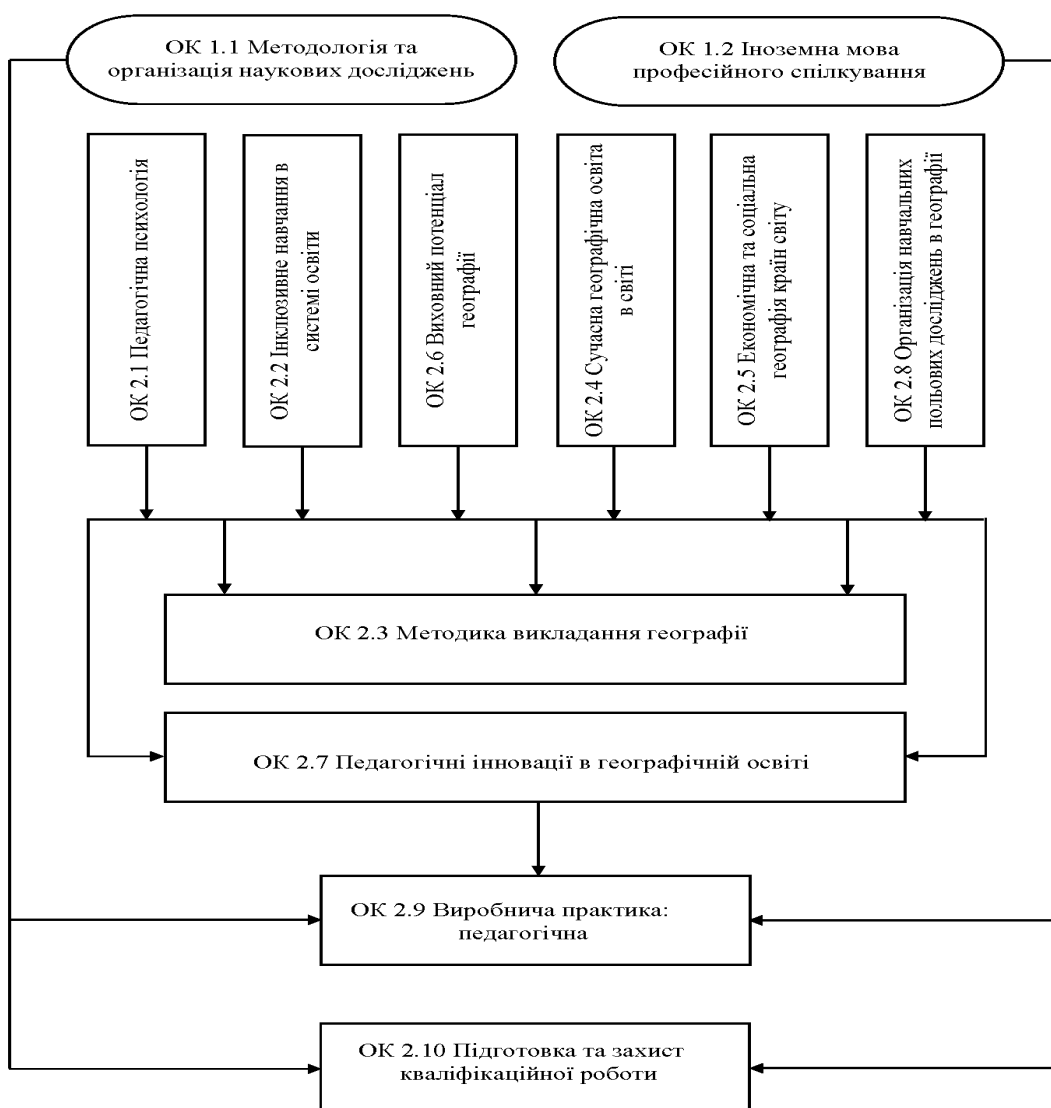 ОК 1.1 Методологія та
організація наукових досліджень
ОК 1.2 Іноземна мова
професійного спілкування
ОК 2.1 Педагогічна психологія
ОК 2.2 Інклюзивне навчання в
системі освіти
ОК 2.6 Виховний потенціал
географії
ОК 2.4 Сучасна географічна освіта
в світі
ОК 2.5 Економічна та соціальна
географія країн світу
ОК 2.8 Організація навчальних
польових досліджень в географії
ОК 2.3 Методика викладання географії
ОК 2.7 Педагогічні інновації в географічній освіті
ОК 2.9 Виробнича практика:
педагогічна
ОК 2.10 Підготовка та захист
кваліфікаційної роботи